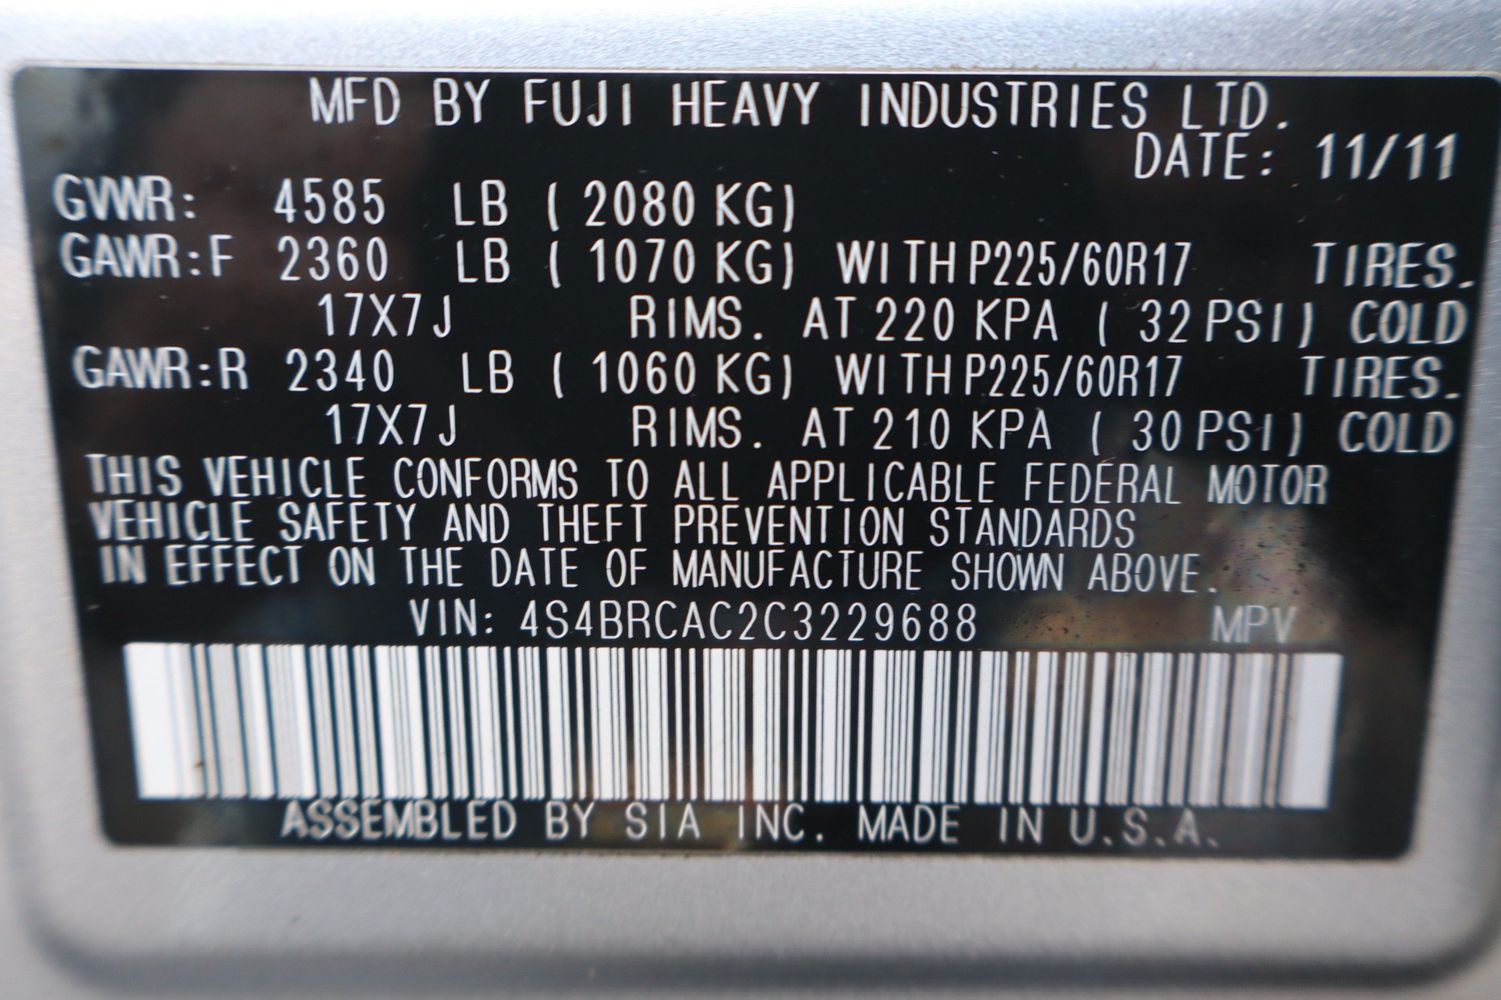 MFD BY FUJI HEAVY INDUSTRIES LTD.
DATE: 11/11
GVWR: 4585 LB ( 2080 KG)
GAWR:F 2360 LB ( 1070 KG) WITH P225/60R17 TIRES.
17X7J RIMS. AT 220 KPA ( 32 PSI) COLD
GAWR:R 2340 LB ( 1060 KG) WITH P225/60R17 TIRES.
17X7J RIMS. AT 210 KPA ( 30 PSI) COLD
THIS VEHICLE CONFORMS TO ALL APPLICABLE FEDERAL MOTOR
VEHICLE SAFETY AND THEFT PREVENTION STANDARDS
IN EFFECT ON THE DATE OF MANUFACTURE SHOWN ABOVE.
VIN: 4S4BRCAC2C3229688 MPV
ASSEMBLED BY SIA INC. MADE IN U.S.A.